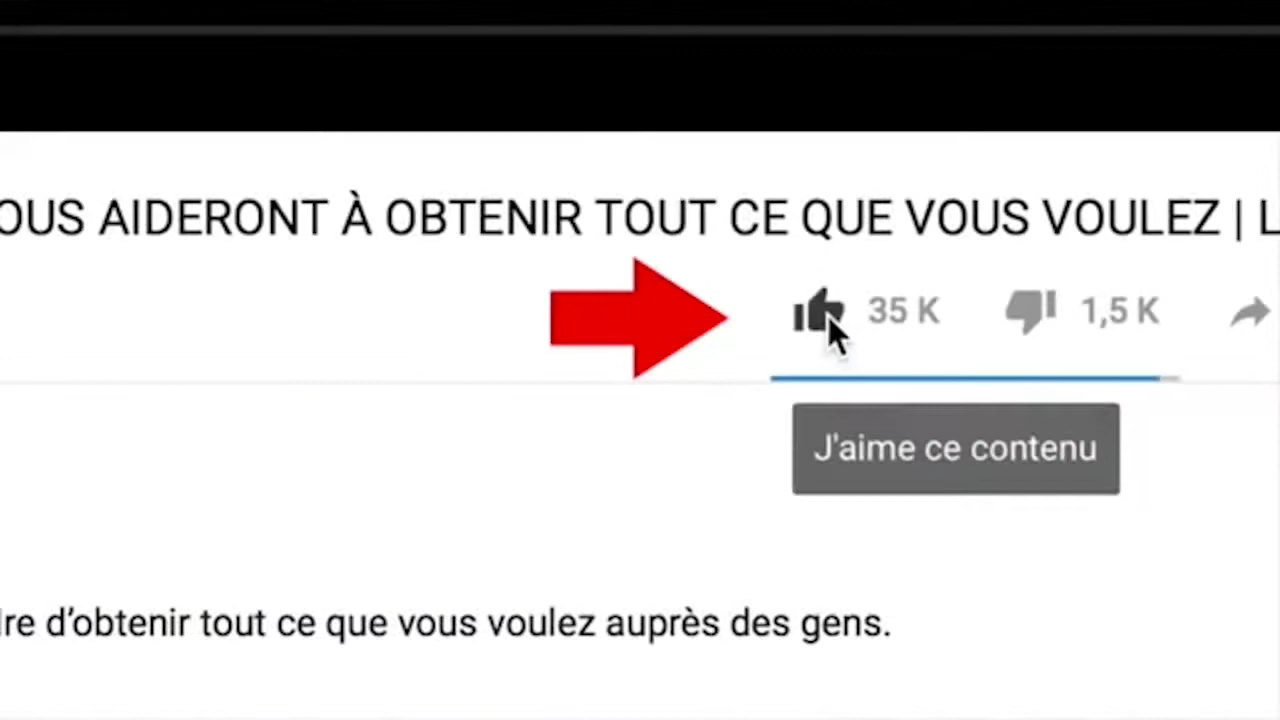 OUS AIDERONT À OBTENIR TOUT CE QUE VOUS VOULEZ | L
35 K 1,5 K
J'aime ce contenu
dre d’obtenir tout ce que vous voulez auprès des gens.